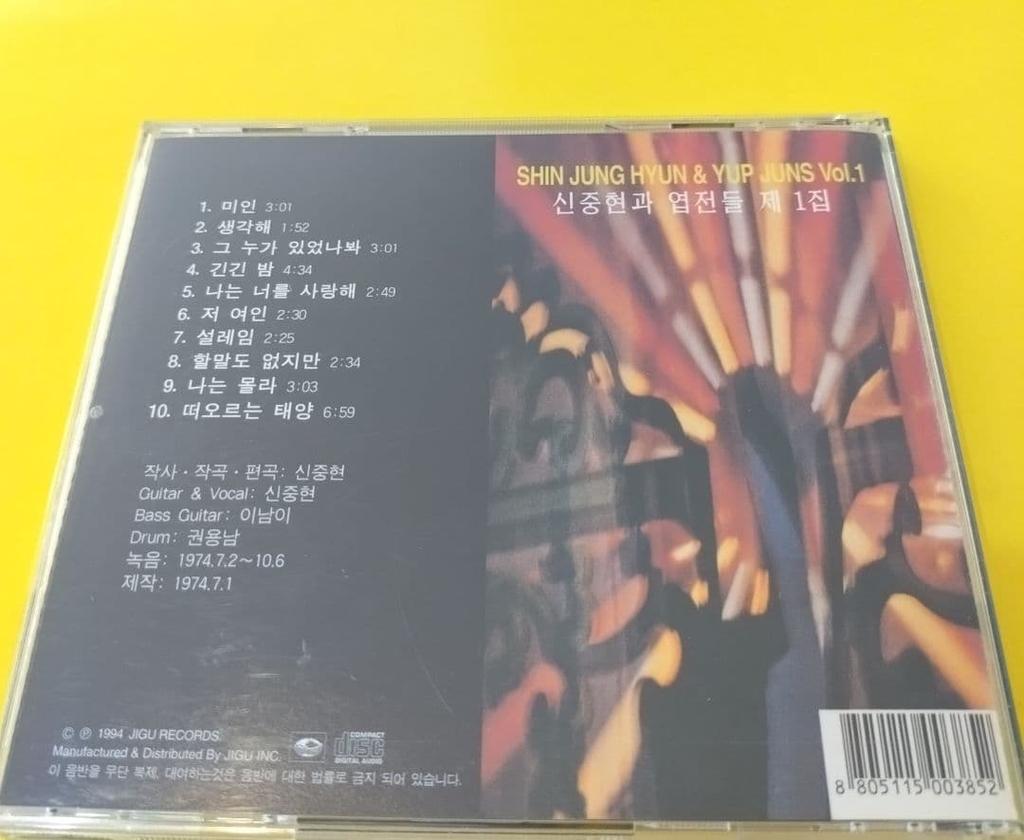 SHIN JUNG HYUN & YUP JUNS Vol.1
신중현과 엽전들 제 1집
1. 미인 3:01
2. 생각해 1:52
3. 그 누가 있었나봐 3:01
4. 긴긴 밤 4:34
5. 나는 너를 사랑해 2:49
6. 저 여인 2:30
7. 설레임 2:25
8. 할말도 없지만 2:34
9. 나는 몰라 3:03
10. 떠오르는 태양 6:59
작사·작곡·편곡: 신중현
Guitar & Vocal: 신중현
Bass Guitar: 이남이
Drum: 권용남
녹음: 1974.7.2~10.6
제작: 1974.7.1
© ℗ 1994 JIGU RECORDS.
Manufactured & Distributed By JIGU INC.
이 음반을 무단 복제, 대여하는것은 음반에 대한 법률로 금지 되어 있습니다.
COMPACT
disc
DIGITAL AUDIO
8 805115 003852